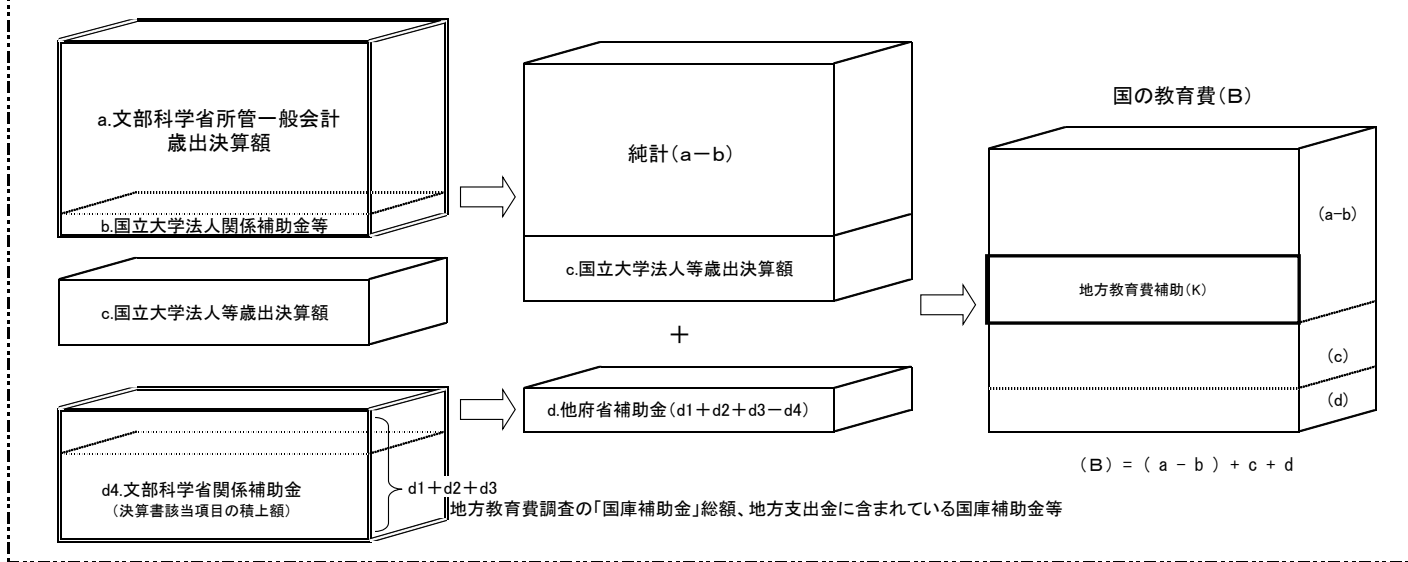 a.文部科学省所管一般会計
歳出決算額
b.国立大学法人関係補助金等
c.国立大学法人等歳出決算額
d4.文部科学省関係補助金
(決算書該当項目の積上額)
d1+d2+d3
地方教育費調査の「国庫補助金」総額、地方支出金に含まれている国庫補助金等
純計(a-b)
c.国立大学法人等歳出決算額
+
d.他府省補助金(d1+d2+d3-d4)
国の教育費(B)
(a-b)
地方教育費補助(K)
(c)
(d)
(B) = ( a - b ) + c + d